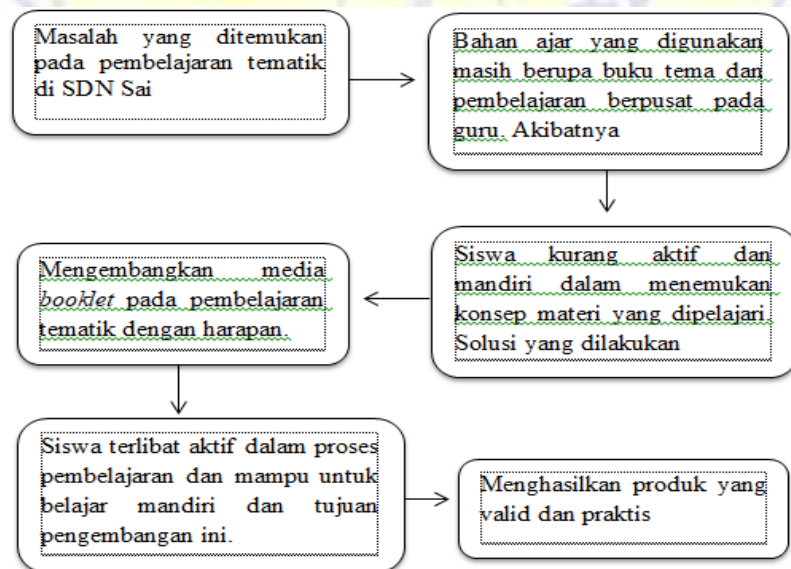 Masalah yang ditemukan
pada pembelajaran tematik
di SDN Sai
Bahan ajar yang digunakan
masih berupa buku tema dan
pembelajaran berpusat pada
guru. Akibatnya
Siswa kurang aktif dan
mandiri dalam menemukan
konsep materi yang dipelajari.
Solusi yang dilakukan
Mengembangkan media
booklet pada pembelajaran
tematik dengan harapan.
Siswa terlibat aktif dalam proses
pembelajaran dan mampu untuk
belajar mandiri dan tujuan
pengembangan ini.
Menghasilkan produk yang
valid dan praktis